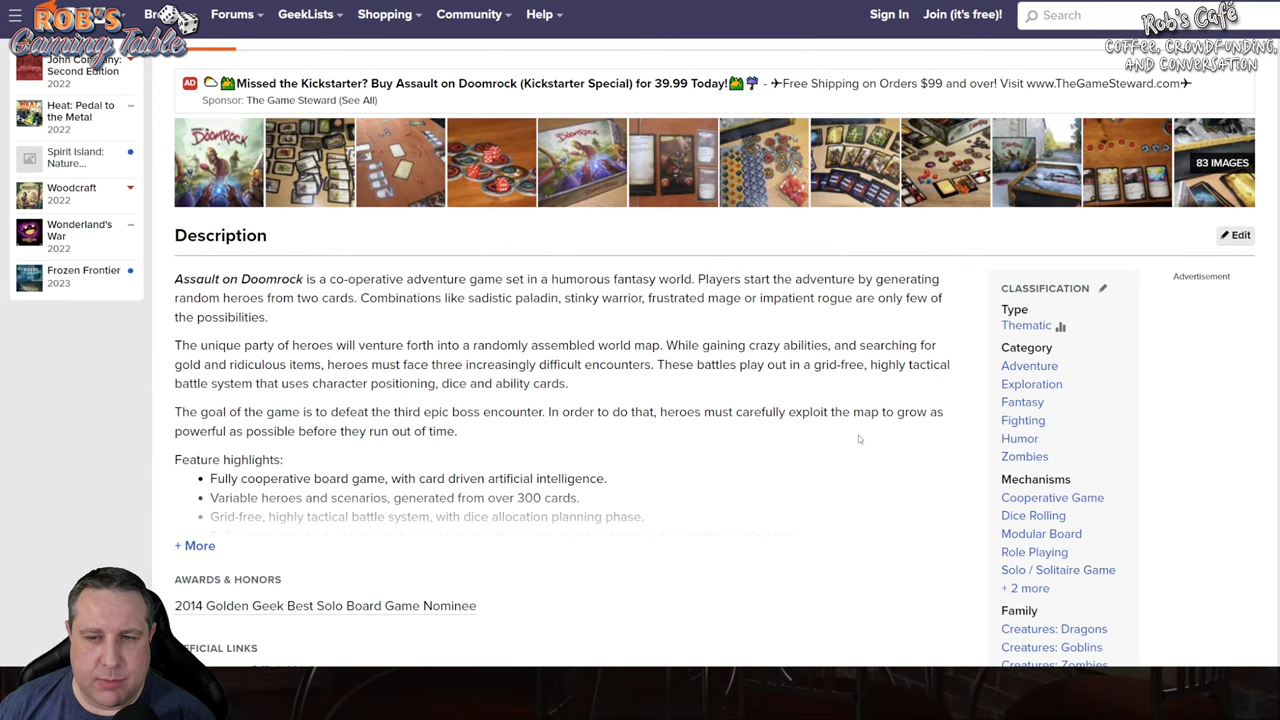 ROB'S
Gaming Table
Forums
GeekLists
Shopping
Community
Help
Sign In
Join (it's free!)
Search
Rob's Café
COFFEE, CROWDFUNDING,
AND CONVERSATION
John Company:
Second Edition
2022
Heat: Pedal to
the Metal
2022
Spirit Island:
Nature...
Woodcraft
2022
Wonderland's
War
2022
Frozen Frontier
2023
AD
Missed the Kickstarter? Buy Assault on Doomrock (Kickstarter Special) for 39.99 Today! - ✈Free Shipping on Orders $99 and over! Visit www.TheGameSteward.com✈
Sponsor: The Game Steward (See All)
DOOMROCK
DOOMROCK
83 IMAGES
Description
Edit
Assault on Doomrock is a co-operative adventure game set in a humorous fantasy world. Players start the adventure by generating
random heroes from two cards. Combinations like sadistic paladin, stinky warrior, frustrated mage or impatient rogue are only few of
the possibilities.
The unique party of heroes will venture forth into a randomly assembled world map. While gaining crazy abilities, and searching for
gold and ridiculous items, heroes must face three increasingly difficult encounters. These battles play out in a grid-free, highly tactical
battle system that uses character positioning, dice and ability cards.
The goal of the game is to defeat the third epic boss encounter. In order to do that, heroes must carefully exploit the map to grow as
powerful as possible before they run out of time.
Feature highlights:
• Fully cooperative board game, with card driven artificial intelligence.
• Variable heroes and scenarios, generated from over 300 cards.
• Grid-free, highly tactical battle system, with dice allocation planning phase.
+ More
AWARDS & HONORS
2014 Golden Geek Best Solo Board Game Nominee
Advertisement
CLASSIFICATION
Type
Thematic
Category
Adventure
Exploration
Fantasy
Fighting
Humor
Zombies
Mechanisms
Cooperative Game
Dice Rolling
Modular Board
Role Playing
Solo / Solitaire Game
+ 2 more
Family
Creatures: Dragons
Creatures: Goblins
Creatures: Zombies